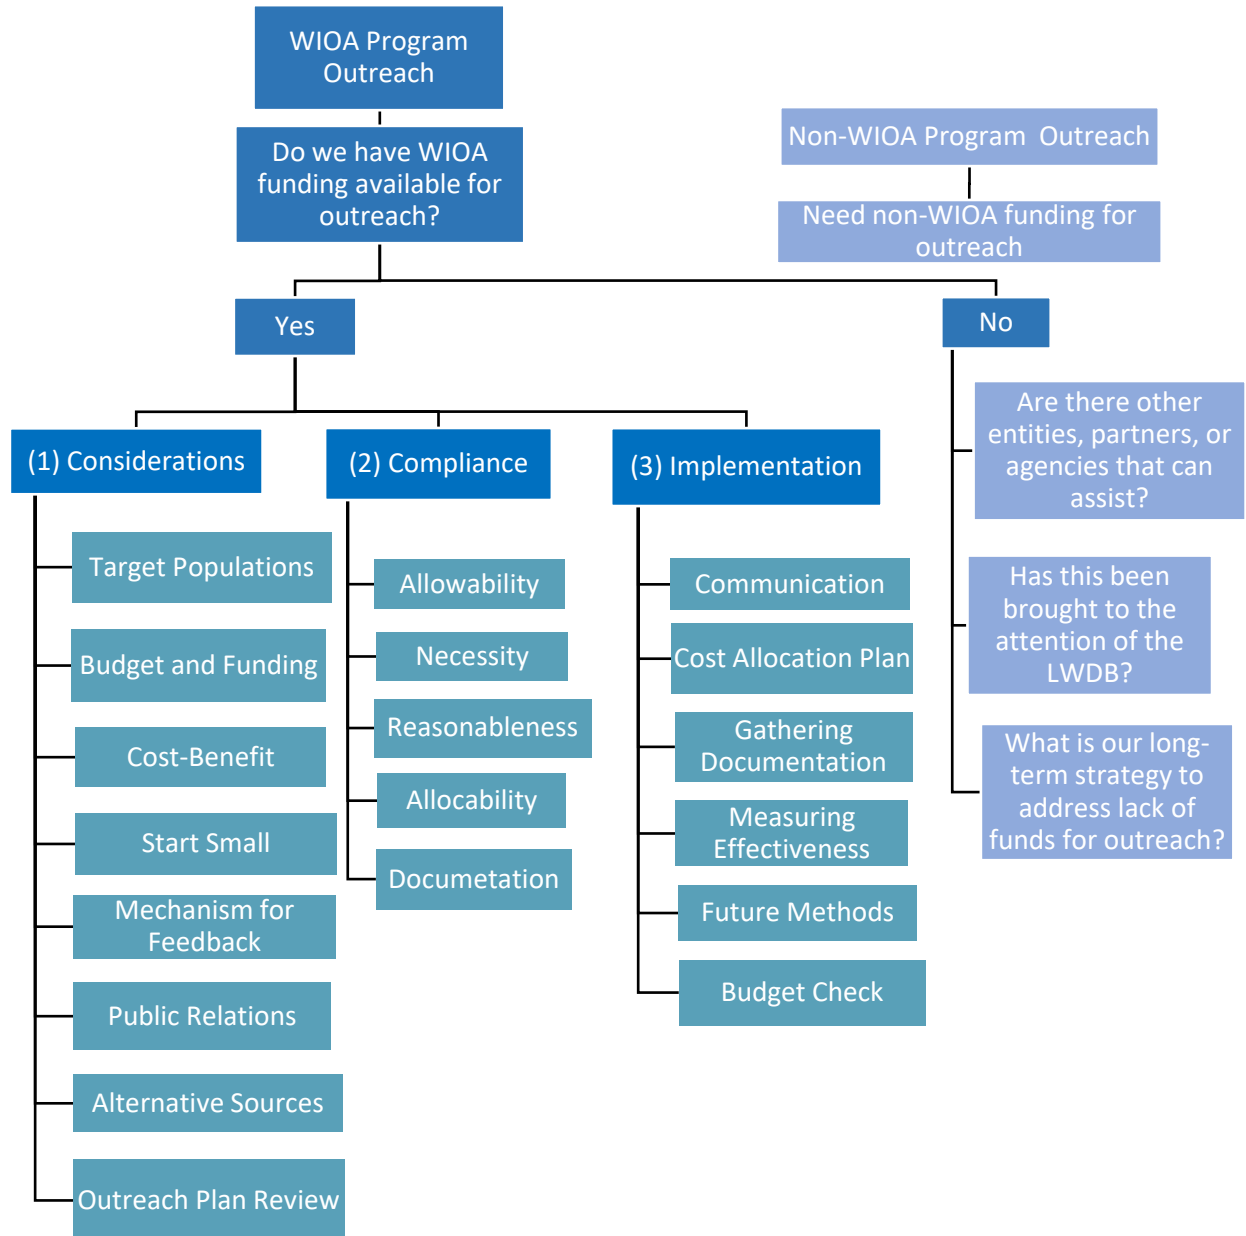 WIOA Program
Outreach
Do we have WIOA
funding available for
outreach?
Non-WIOA Program  Outreach
Need non-WIOA funding for
outreach
Yes
No
(1) Considerations
Target Populations
Budget and Funding
Cost-Benefit
Start Small
Mechanism for
Feedback
Public Relations
Alternative Sources
Outreach Plan Review
(2) Compliance
Allowability
Necessity
Reasonableness
Allocability
Documetation
(3) Implementation
Communication
Cost Allocation Plan
Gathering
Documentation
Measuring
Effectiveness
Future Methods
Budget Check
Are there other
entities, partners, or
agencies that can
assist?
Has this been
brought to the
attention of the
LWDB?
What is our long-
term strategy to
address lack of
funds for outreach?